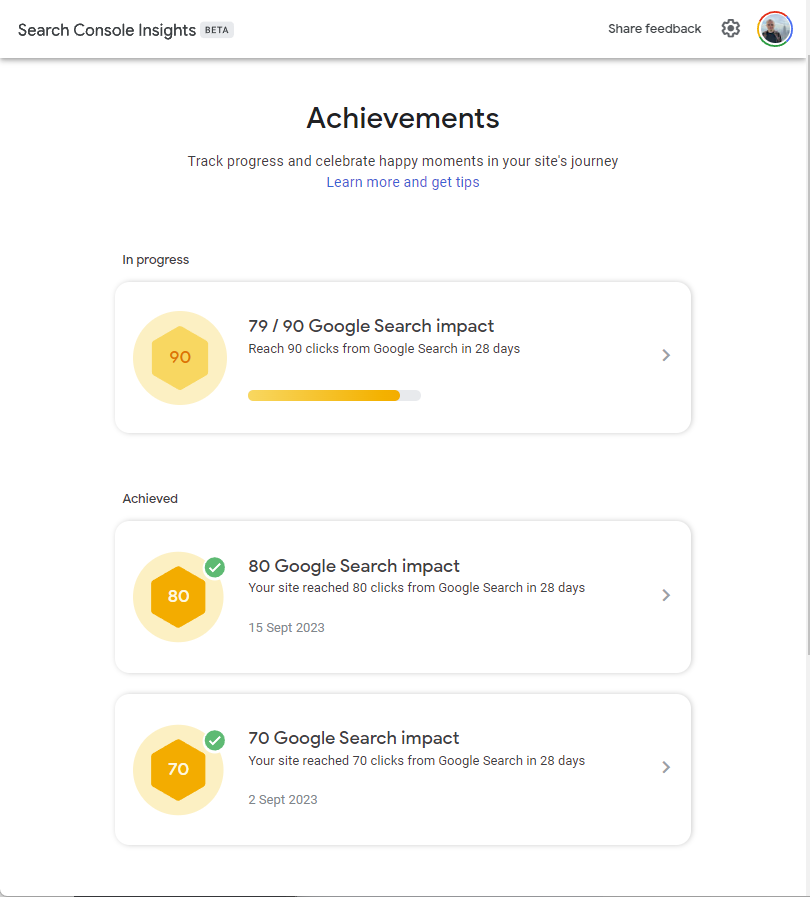 Search Console Insights BETA
Share feedback
Achievements
Track progress and celebrate happy moments in your site's journey
Learn more and get tips
In progress
90
79 / 90 Google Search impact
Reach 90 clicks from Google Search in 28 days
Achieved
80
80 Google Search impact
Your site reached 80 clicks from Google Search in 28 days
15 Sept 2023
70
70 Google Search impact
Your site reached 70 clicks from Google Search in 28 days
2 Sept 2023